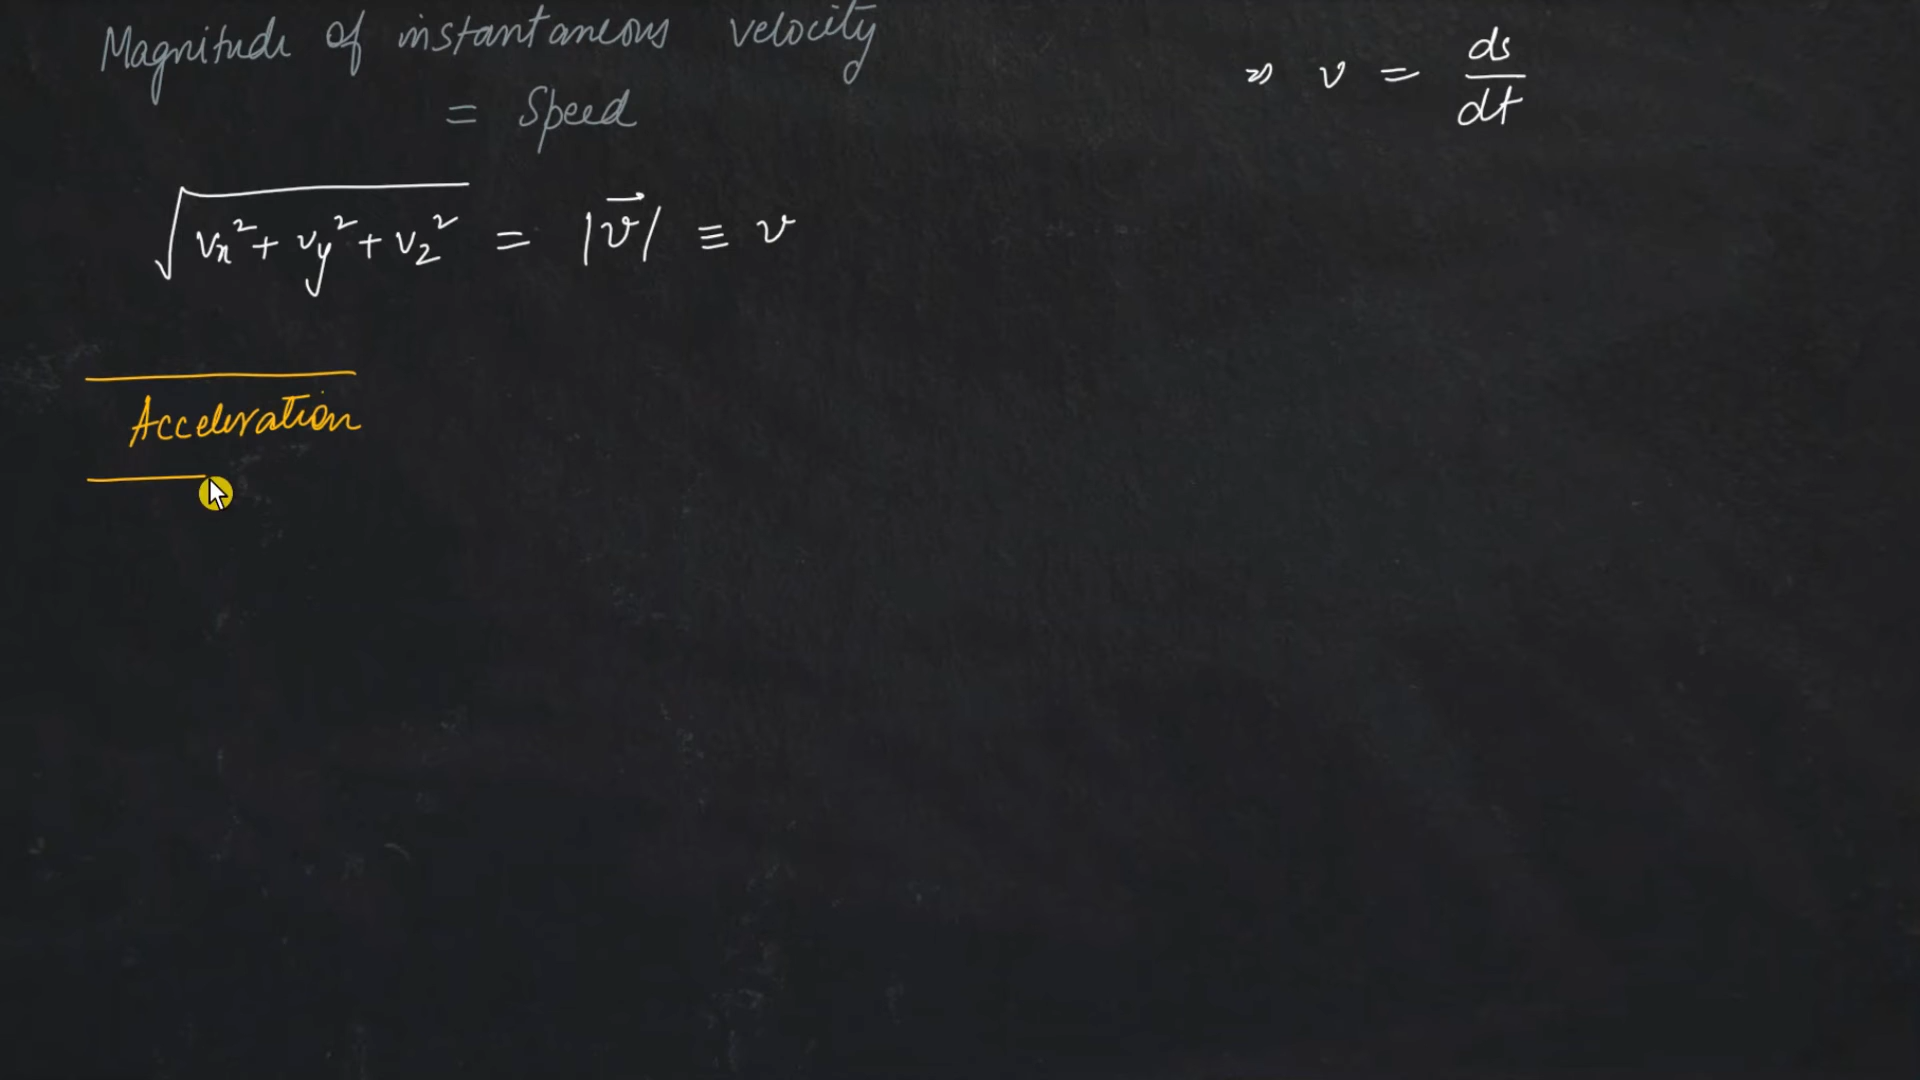 Magnitude of instantaneous velocity
= Speed
⇒ v = ds/dt
√(vx² + vy² + vz²) = |v⃗| ≡ v
Acceleration